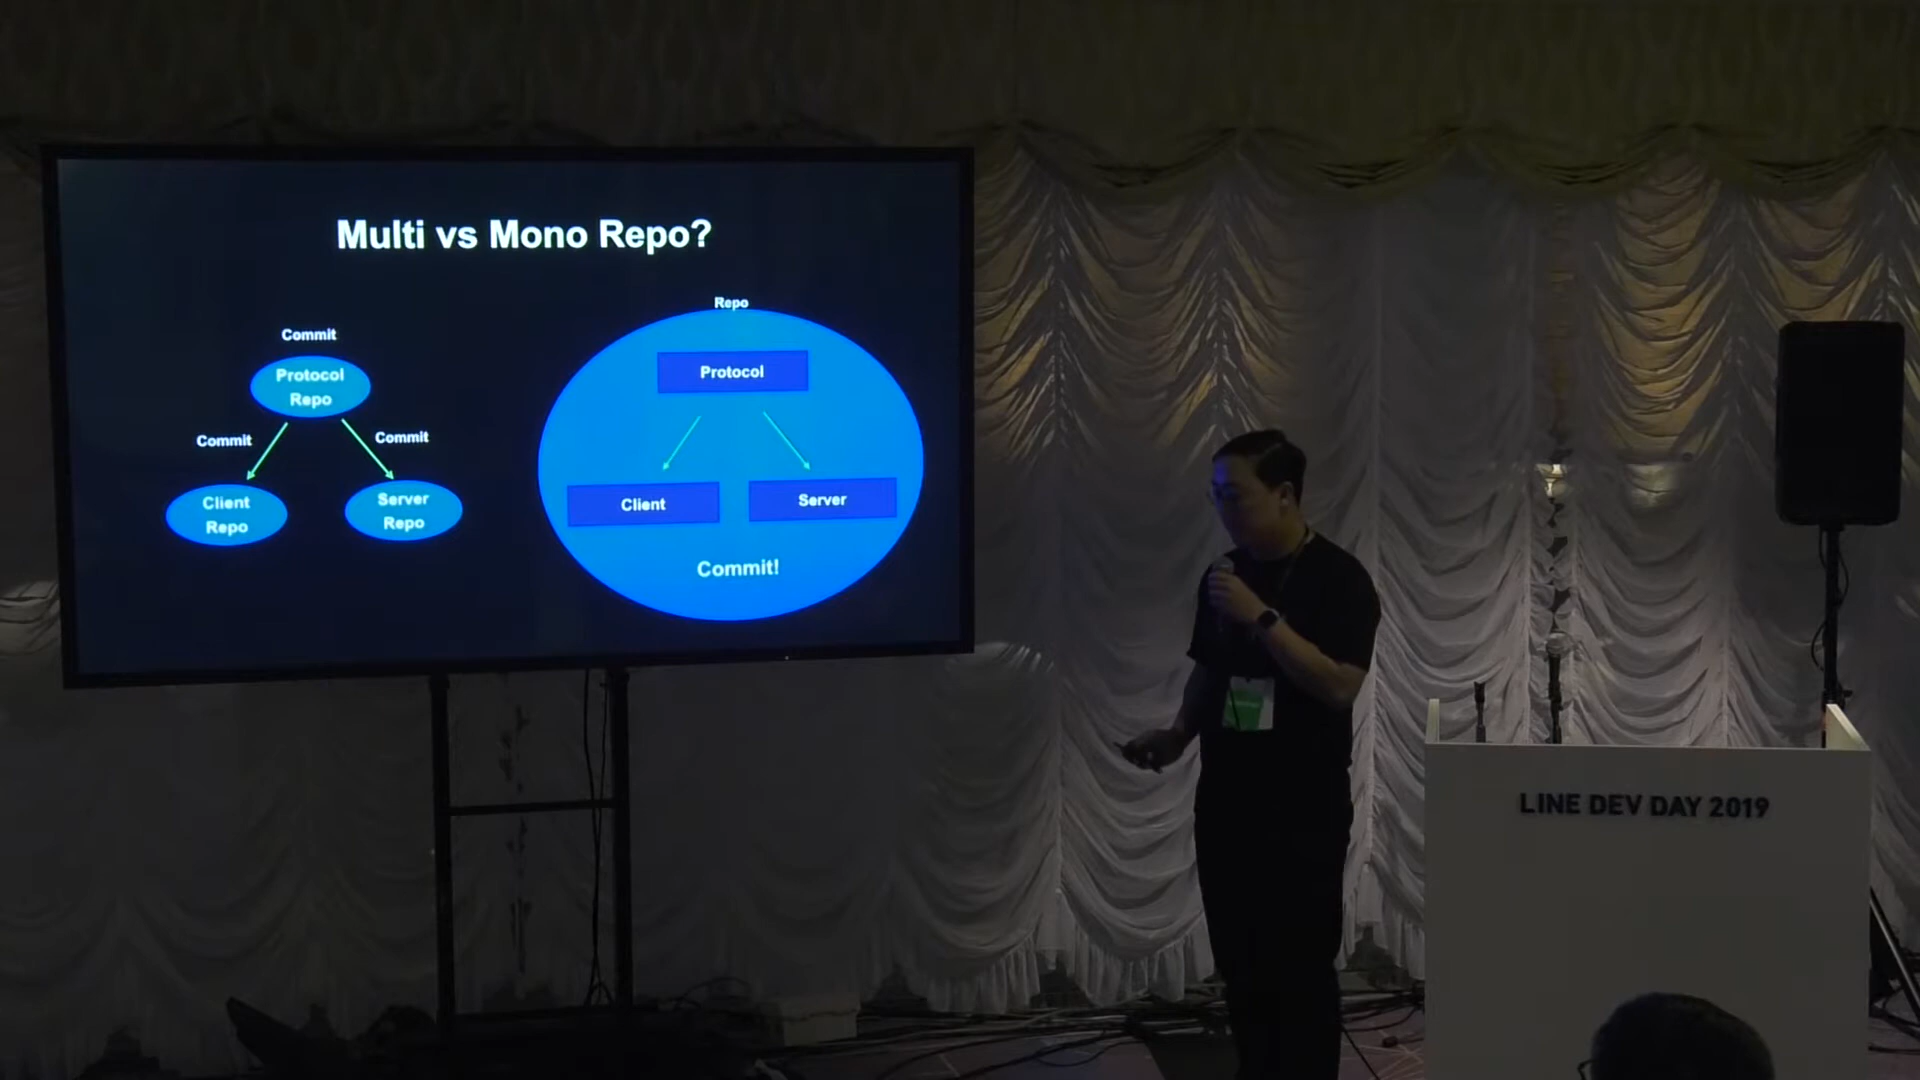 Multi vs Mono Repo?
Commit
Protocol
Repo
Commit
Commit
Client
Repo
Server
Repo
Repo
Protocol
Client
Server
Commit!
LINE DEV DAY 2019